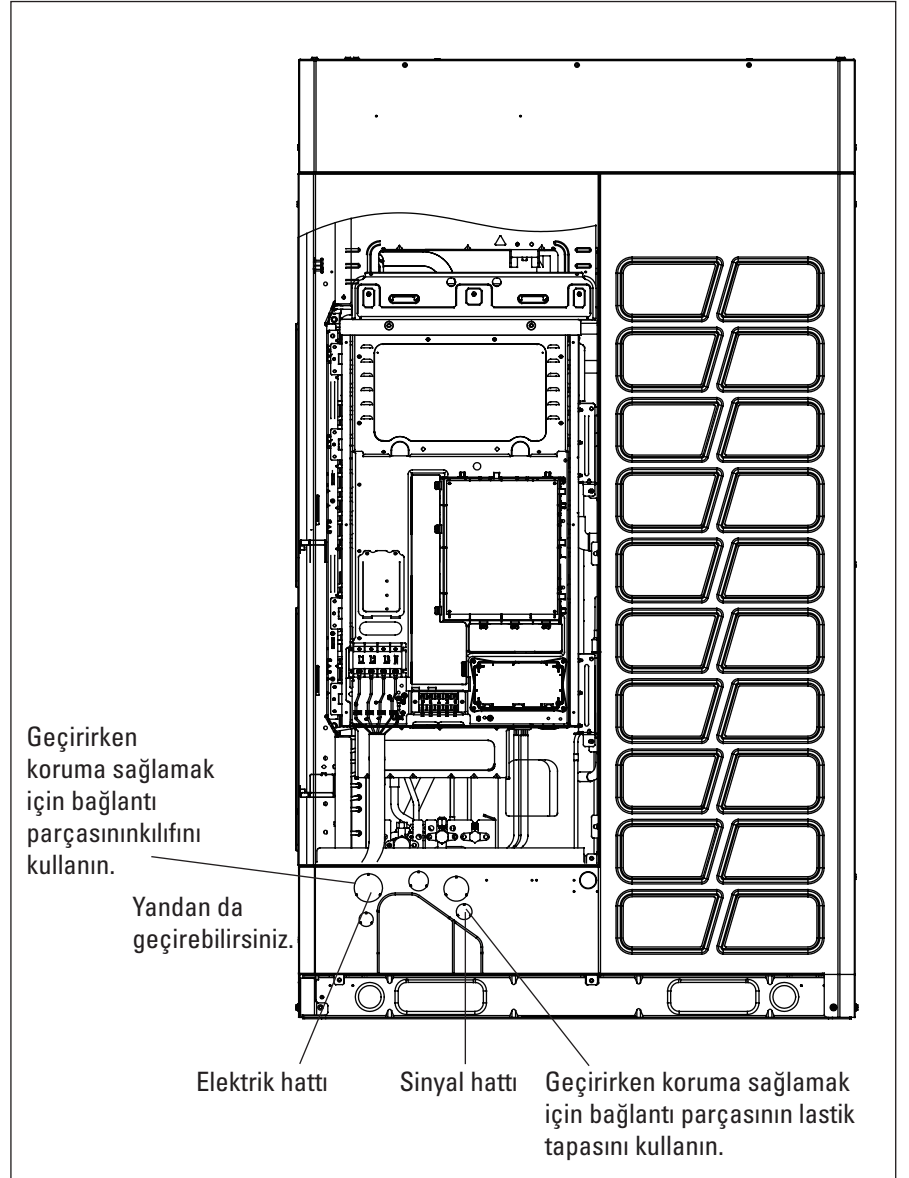 Geçirirken
koruma sağlamak
için bağlantı
parçasınınkılıfını
kullanın.
Yandan da
geçirebilirsiniz.
Elektrik hattı
Sinyal hattı
Geçirirken koruma sağlamak
için bağlantı parçasının lastik
tapasını kullanın.